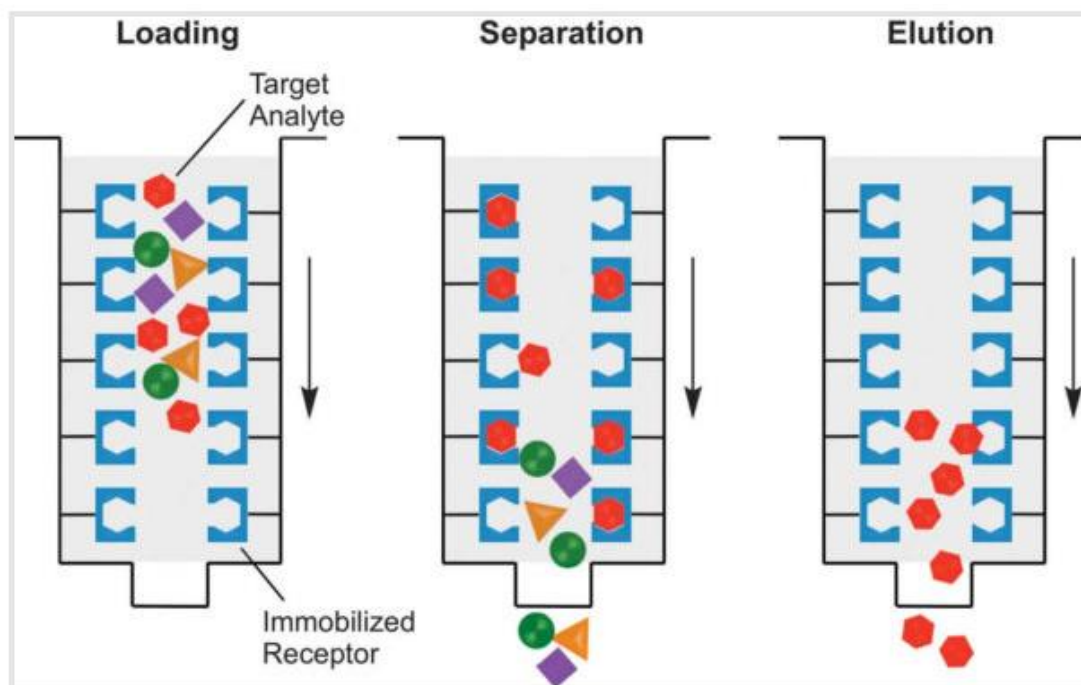 Loading
Separation
Elution
Target
Analyte
Immobilized
Receptor